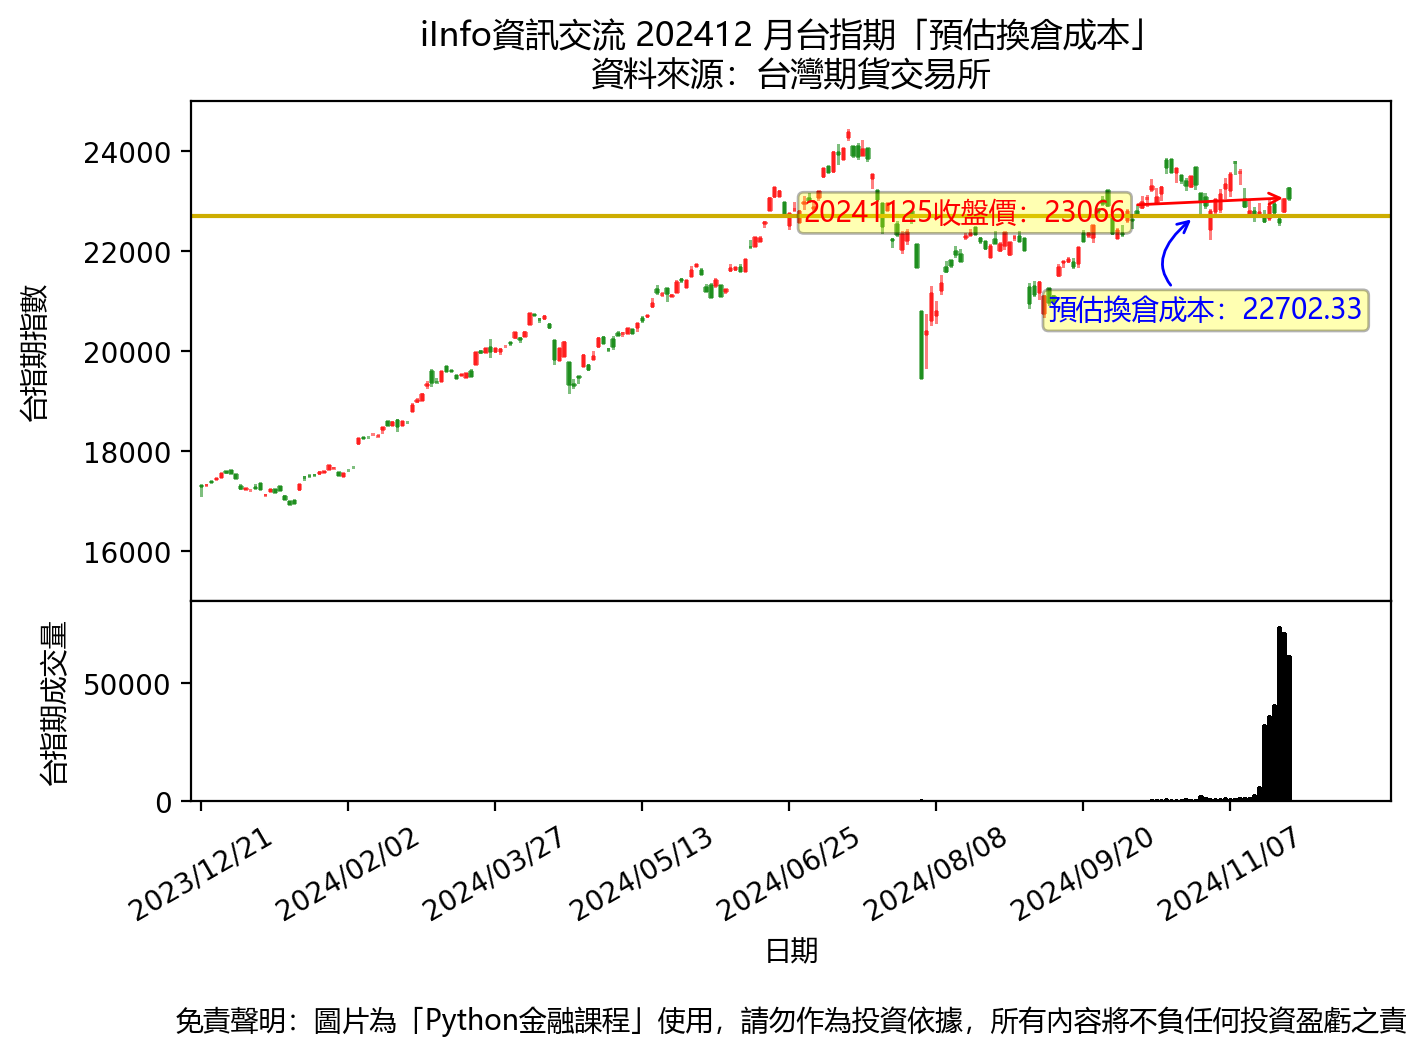 iInfo資訊交流 202412 月台指期「預估換倉成本」
資料來源：台灣期貨交易所
台指期指數
24000
22000
20000
18000
16000
20241125收盤價：23066
預估換倉成本：22702.33
台指期成交量
50000
0
2023/12/21
2024/02/02
2024/03/27
2024/05/13
2024/06/25
2024/08/08
2024/09/20
2024/11/07
日期
免責聲明：圖片為「Python金融課程」使用，請勿作為投資依據，所有內容將不負任何投資盈虧之責